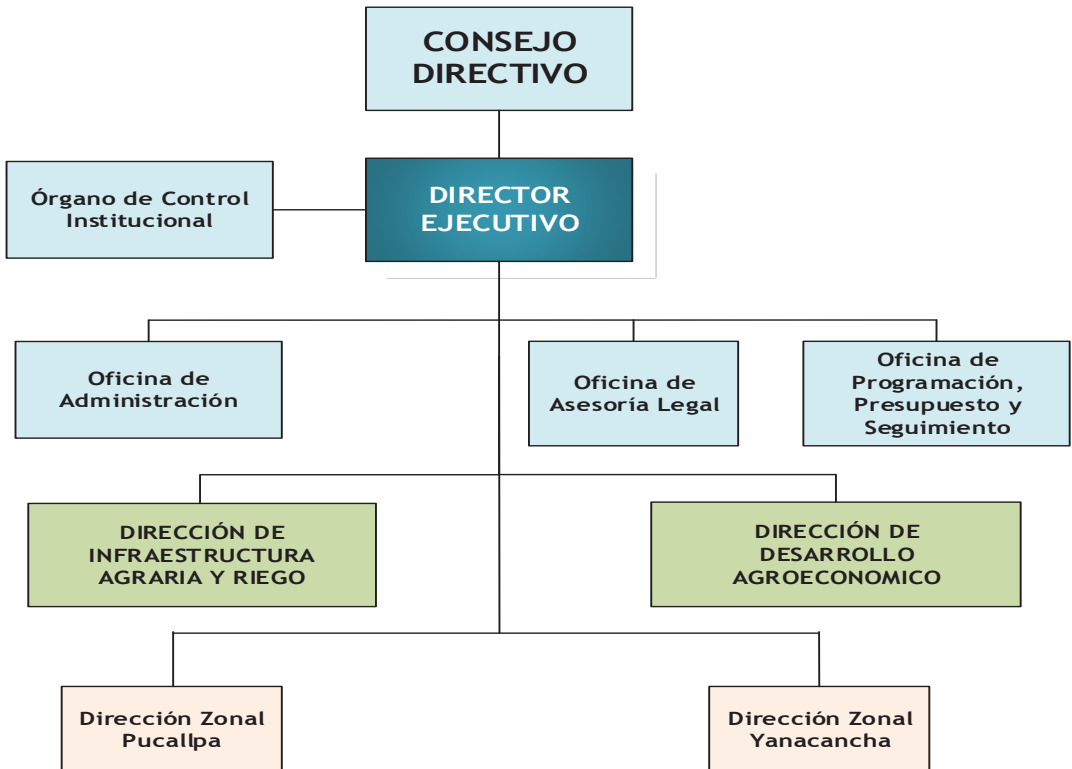 CONSEJO
DIRECTIVO
Órgano de Control
Institucional
DIRECTOR
EJECUTIVO
Oficina de
Administración
Oficina de
Asesoría Legal
Oficina de
Programación,
Presupuesto y
Seguimiento
DIRECCIÓN DE
INFRAESTRUCTURA
AGRARIA Y RIEGO
DIRECCIÓN DE
DESARROLLO
AGROECONOMICO
Dirección Zonal
Pucallpa
Dirección Zonal
Yanacancha